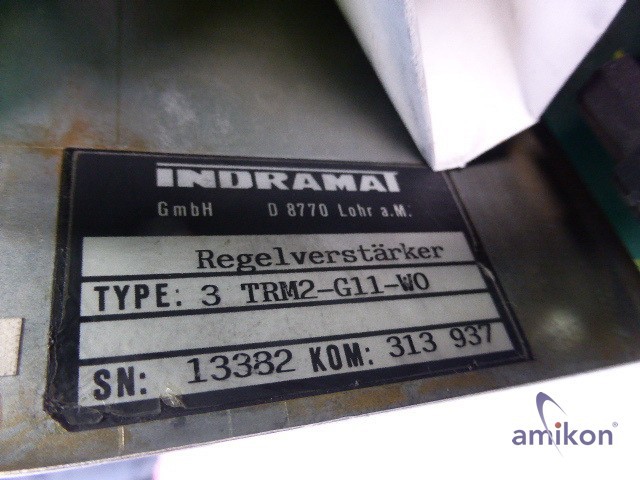 INDRAMAT
GmbH D 8770 Lohr a.M.
Regelverstärker
TYPE: 3 TRM2-G11-W0
SN: 13382 KOM: 313 937
amikon®